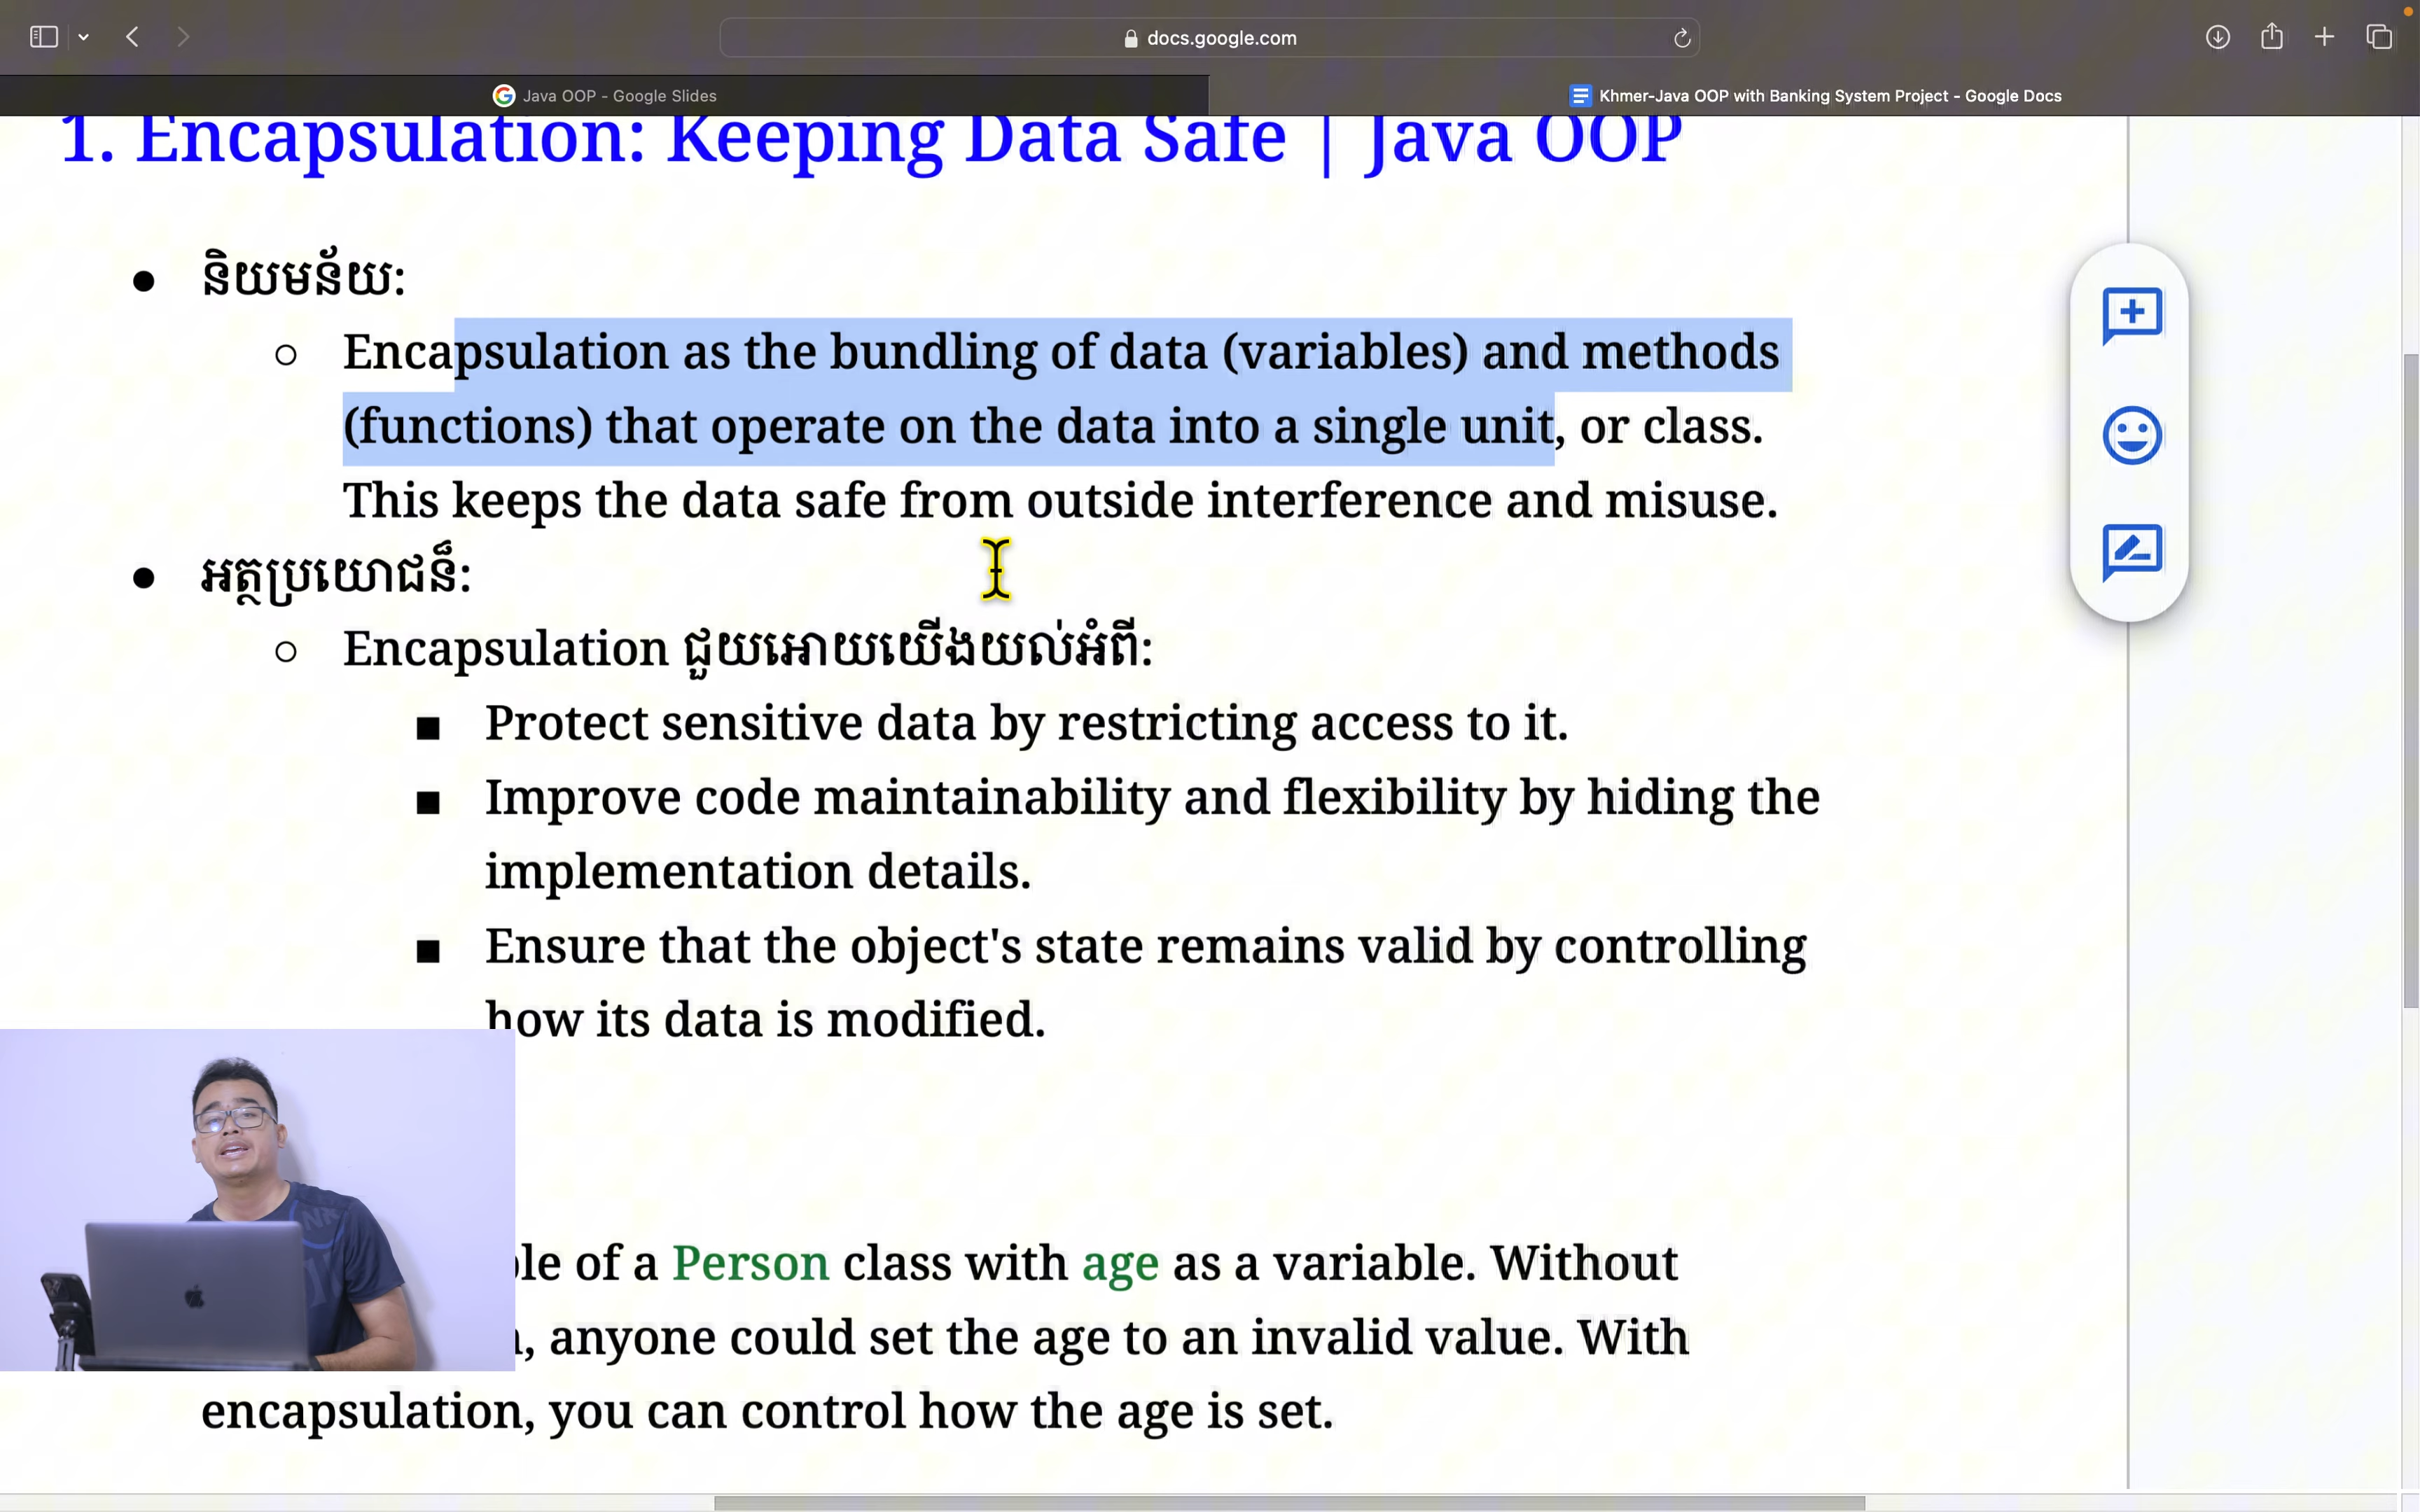 docs.google.com
Java OOP - Google Slides
Khmer-Java OOP with Banking System Project - Google Docs
1. Encapsulation: Keeping Data Safe | Java OOP
● និយមន័យ:
○ Encapsulation as the bundling of data (variables) and methods
(functions) that operate on the data into a single unit, or class.
This keeps the data safe from outside interference and misuse.
● អត្ថប្រយោជន៏:
○ Encapsulation ជួយអោយយើងយល់អំពី:
■ Protect sensitive data by restricting access to it.
■ Improve code maintainability and flexibility by hiding the
implementation details.
■ Ensure that the object's state remains valid by controlling
how its data is modified.
of a Person class with age as a variable. Without
, anyone could set the age to an invalid value. With
encapsulation, you can control how the age is set.